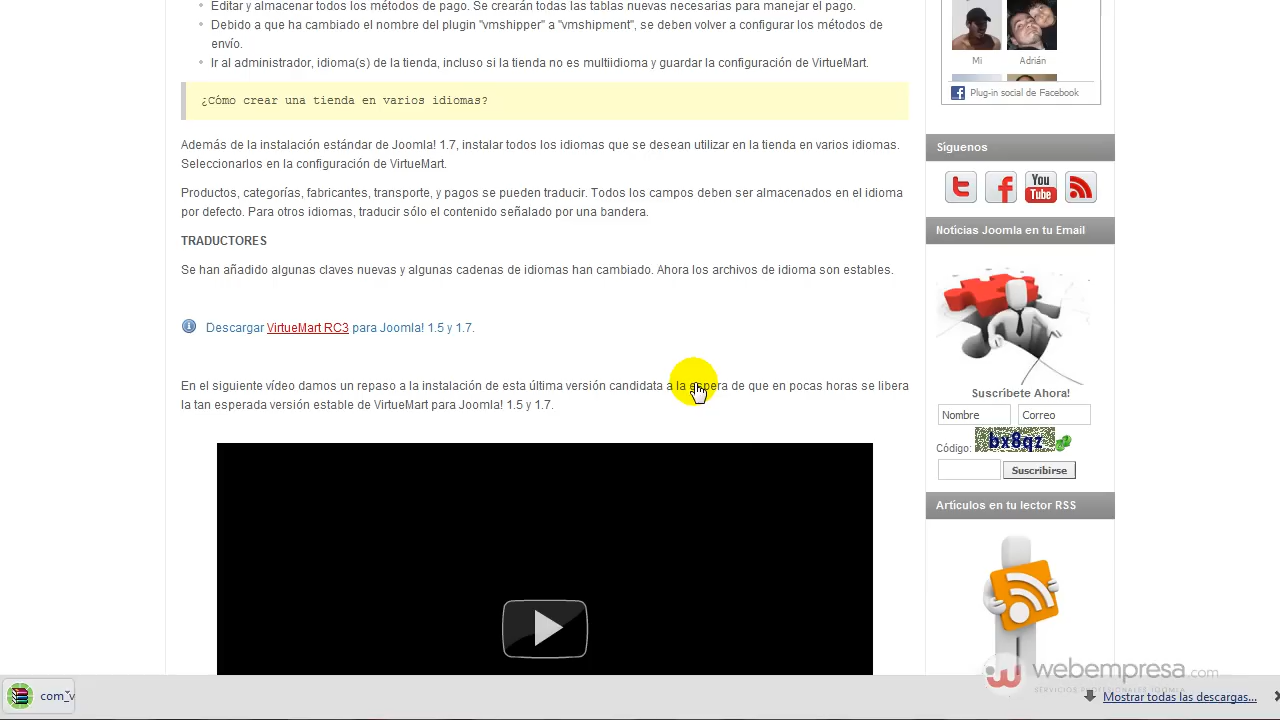 Editar y almacenar todos los métodos de pago. Se crearán todas las tablas nuevas necesarias para manejar el pago.
Debido a que ha cambiado el nombre del plugin "vmshipper" a "vmshipment", se deben volver a configurar los métodos de
envío.
Ir al administrador, idioma(s) de la tienda, incluso si la tienda no es multiidioma y guardar la configuración de VirtueMart.
¿Cómo crear una tienda en varios idiomas?
Además de la instalación estándar de Joomla! 1.7, instalar todos los idiomas que se desean utilizar en la tienda en varios idiomas.
Seleccionarlos en la configuración de VirtueMart.
Productos, categorías, fabricantes, transporte, y pagos se pueden traducir. Todos los campos deben ser almacenados en el idioma
por defecto. Para otros idiomas, traducir sólo el contenido señalado por una bandera.
TRADUCTORES
Se han añadido algunas claves nuevas y algunas cadenas de idiomas han cambiado. Ahora los archivos de idioma son estables.
Descargar VirtueMart RC3 para Joomla! 1.5 y 1.7.
En el siguiente vídeo damos un repaso a la instalación de esta última versión candidata a la espera de que en pocas horas se libera
la tan esperada versión estable de VirtueMart para Joomla! 1.5 y 1.7.
Mi
Adrián
Plug-in social de Facebook
Síguenos
You
Tube
Noticias Joomla en tu Email
Suscríbete Ahora!
Nombre
Correo
Código:
bx8qz
Suscribirse
Artículos en tu lector RSS
webempresa.com
SERVICIOS PROFESIONALES JOOMLA
com_v
Mostrar todas las descargas...